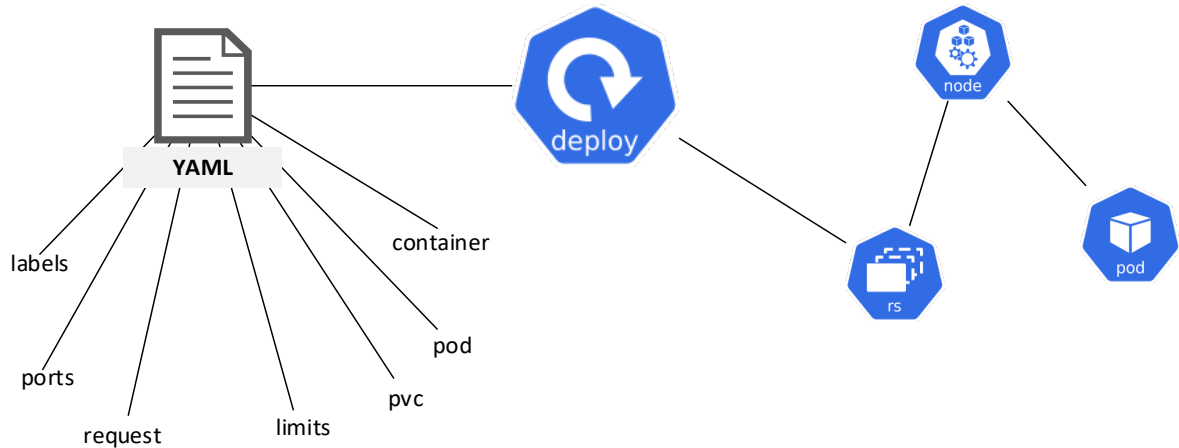 deploy
node
YAML
container
labels
pod
rs
pod
ports
pvc
request
limits